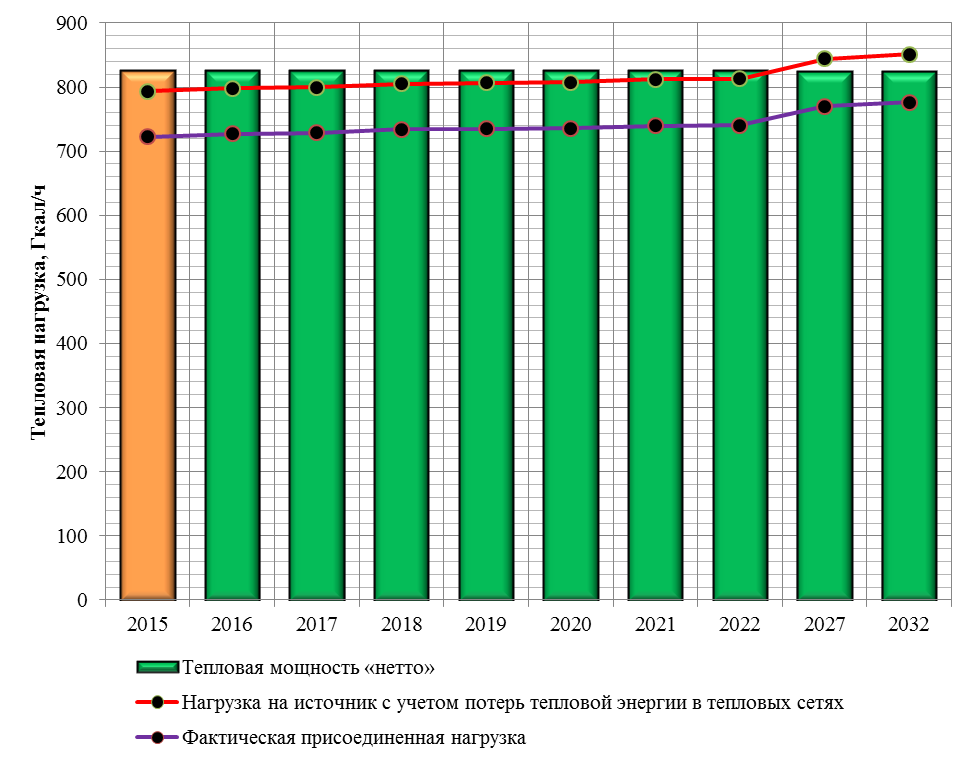 900
800
700
600
500
400
300
200
100
0
Тепловая нагрузка, Гкал/ч
2015 2016 2017 2018 2019 2020 2021 2022 2027 2032
Тепловая мощность «нетто»
Нагрузка на источник с учетом потерь тепловой энергии в тепловых сетях
Фактическая присоединенная нагрузка